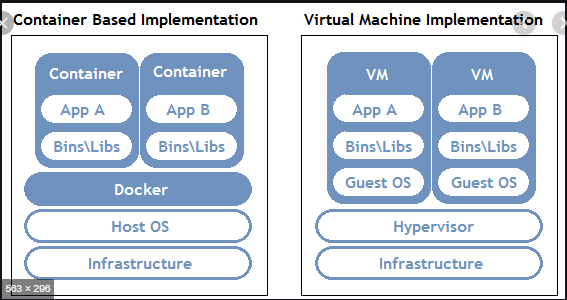 Container Based Implementation
Container
Container
App A
App B
Bins\Libs
Bins\Libs
Docker
Host OS
Infrastructure
Virtual Machine Implementation
VM
VM
App A
App B
Bins\Libs
Bins\Libs
Guest OS
Guest OS
Hypervisor
Infrastructure
563 × 296